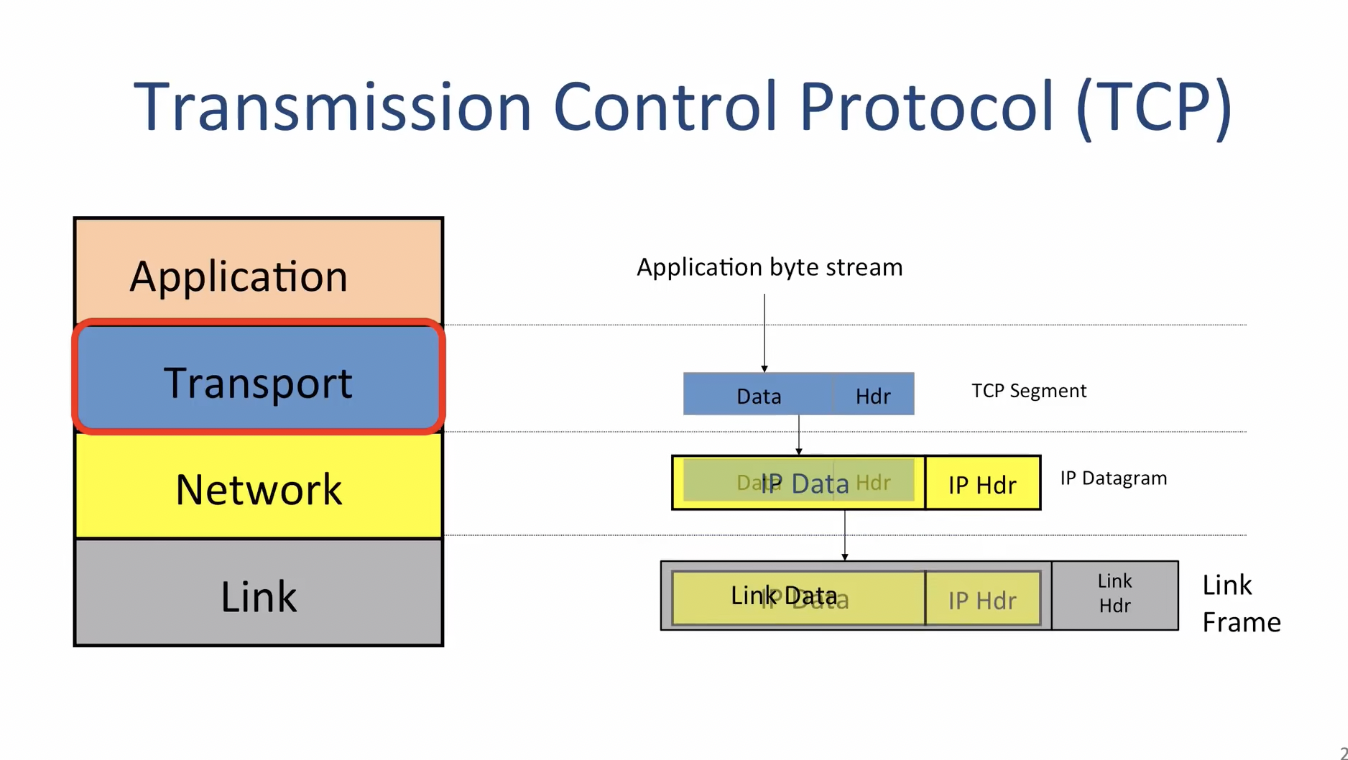 Transmission Control Protocol (TCP)
Application
Application byte stream
Transport
Data
Hdr
TCP Segment
Network
Data
Hdr
IP Data
IP Hdr
IP Datagram
Link
Link Data
IP Data
IP Hdr
Link
Hdr
Link
Frame
2